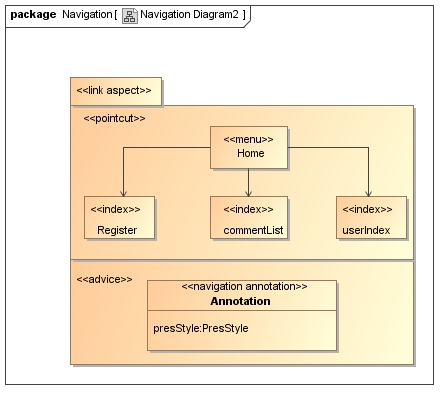 package Navigation [ Navigation Diagram2 ]
<<link aspect>>
<<pointcut>>
<<menu>>
Home
<<index>> <<index>> <<index>>
Register commentList userIndex
<<advice>>
<<navigation annotation>>
Annotation
presStyle:PresStyle